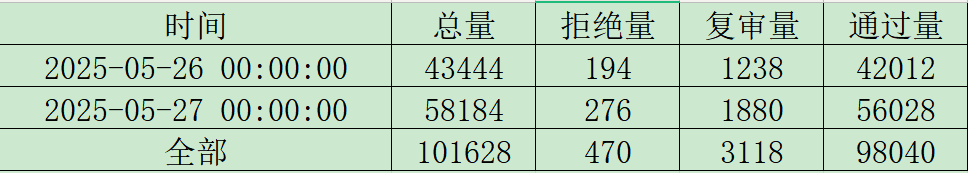 时间 总量 拒绝量 复审量 通过量
2025-05-26 00:00:00 43444 194 1238 42012
2025-05-27 00:00:00 58184 276 1880 56028
全部 101628 470 3118 98040